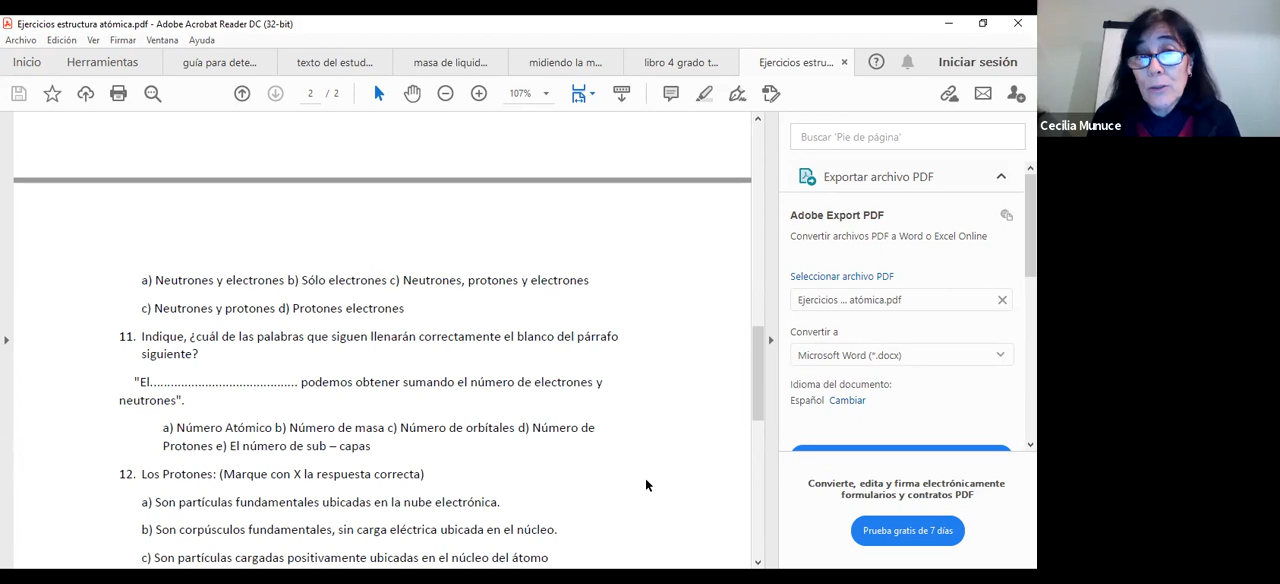 Ejercicios estructura atómica.pdf - Adobe Acrobat Reader DC (32-bit)
Archivo Edición Ver Firmar Ventana Ayuda
Inicio Herramientas guía para dete... texto del estud... masa de liquid... midiendo la m... libro 4 grado t... Ejercicios estru... × Iniciar sesión
2 / 2 107%
Cecilia Munuce
Buscar 'Pie de página'
Exportar archivo PDF
Adobe Export PDF
Convertir archivos PDF a Word o Excel Online
Seleccionar archivo PDF
Ejercicios ... atómica.pdf
Convertir a
Microsoft Word (*.docx)
Idioma del documento:
Español Cambiar
Convierte, edita y firma electrónicamente
formularios y contratos PDF
Prueba gratis de 7 días
a) Neutrones y electrones b) Sólo electrones c) Neutrones, protones y electrones
c) Neutrones y protones d) Protones electrones
11. Indique, ¿cuál de las palabras que siguen llenarán correctamente el blanco del párrafo
siguiente?
"El........................................... podemos obtener sumando el número de electrones y
neutrones".
a) Número Atómico b) Número de masa c) Número de orbítales d) Número de
Protones e) El número de sub – capas
12. Los Protones: (Marque con X la respuesta correcta)
a) Son partículas fundamentales ubicadas en la nube electrónica.
b) Son corpúsculos fundamentales, sin carga eléctrica ubicada en el núcleo.
c) Son partículas cargadas positivamente ubicadas en el núcleo del átomo